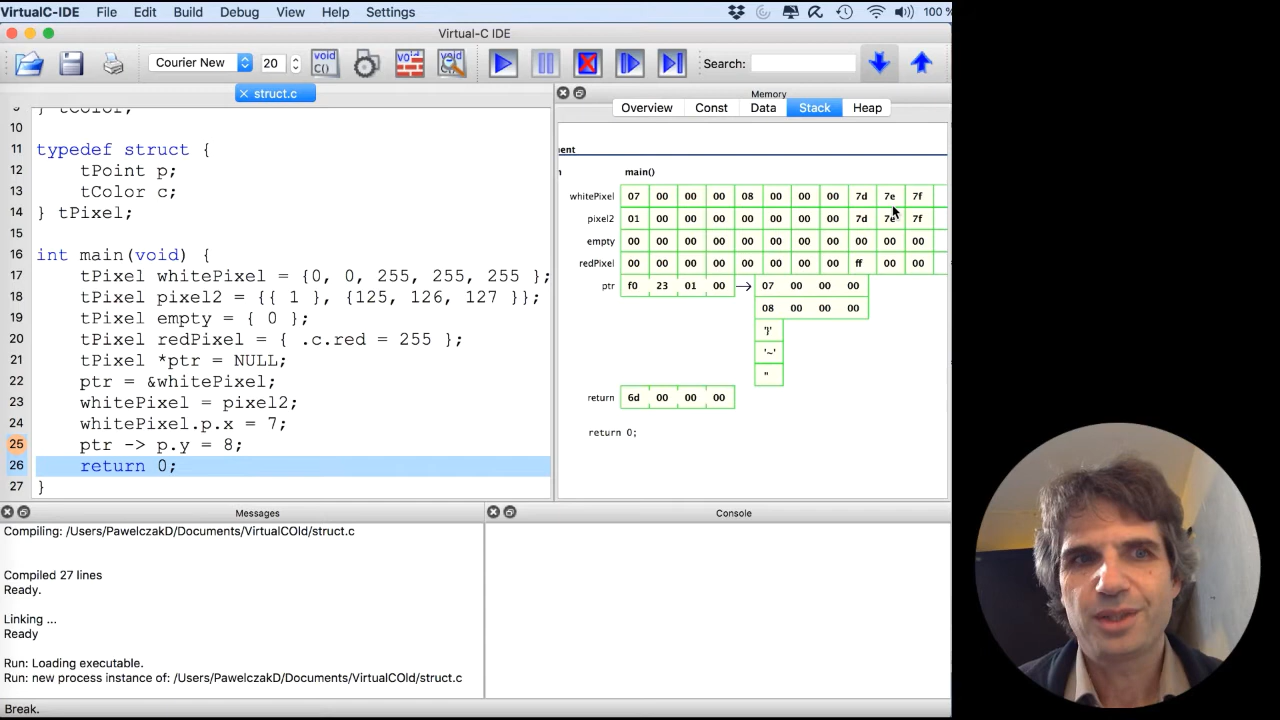 VirtualC-IDE File Edit Build Debug View Help Settings 100 %
Virtual-C IDE
Courier New 20 void C() Search:
struct.c
Memory
Overview Const Data Stack Heap
10
11 typedef struct {
12 tPoint p;
13 tColor c;
14 } tPixel;
15
16 int main(void) {
17 tPixel whitePixel = {0, 0, 255, 255, 255 };
18 tPixel pixel2 = {{ 1 }, {125, 126, 127 }};
19 tPixel empty = { 0 };
20 tPixel redPixel = { .c.red = 255 };
21 tPixel *ptr = NULL;
22 ptr = &whitePixel;
23 whitePixel = pixel2;
24 whitePixel.p.x = 7;
25 ptr -> p.y = 8;
26 return 0;
27 }
ent
main()
whitePixel 07 00 00 00 08 00 00 00 7d 7e 7f
pixel2 01 00 00 00 00 00 00 00 7d 7e 7f
empty 00 00 00 00 00 00 00 00 00 00 00
redPixel 00 00 00 00 00 00 00 00 ff 00 00
ptr f0 23 01 00 → 07 00 00 00
08 00 00 00
'}'
'~'
''
return 6d 00 00 00
return 0;
Messages
Compiling: /Users/PawelczakD/Documents/VirtualCOld/struct.c
Compiled 27 lines
Ready.
Linking ...
Ready
Run: Loading executable.
Run: new process instance of: /Users/PawelczakD/Documents/VirtualCOld/struct.c
Console
Break.